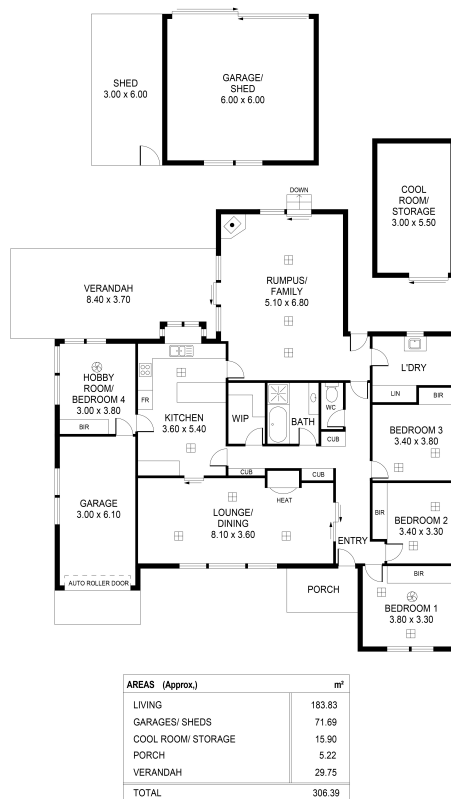 SHED
3.00 x 6.00
GARAGE/
SHED
6.00 x 6.00
COOL
ROOM/
STORAGE
3.00 x 5.50
DOWN
VERANDAH
8.40 x 3.70
RUMPUS/
FAMILY
5.10 x 6.80
L'DRY
HOBBY
ROOM/
BEDROOM 4
3.00 x 3.80
BIR
FR
KITCHEN
3.60 x 5.40
WIP
BATH
WC
CUB
LIN
BIR
BEDROOM 3
3.40 x 3.80
GARAGE
3.00 x 6.10
AUTO ROLLER DOOR
CUB
CUB
HEAT
LOUNGE/
DINING
8.10 x 3.60
ENTRY
BIR
BEDROOM 2
3.40 x 3.30
PORCH
BIR
BEDROOM 1
3.80 x 3.30
AREAS (Approx,) m²
LIVING 183.83
GARAGES/ SHEDS 71.69
COOL ROOM/ STORAGE 15.90
PORCH 5.22
VERANDAH 29.75
TOTAL 306.39